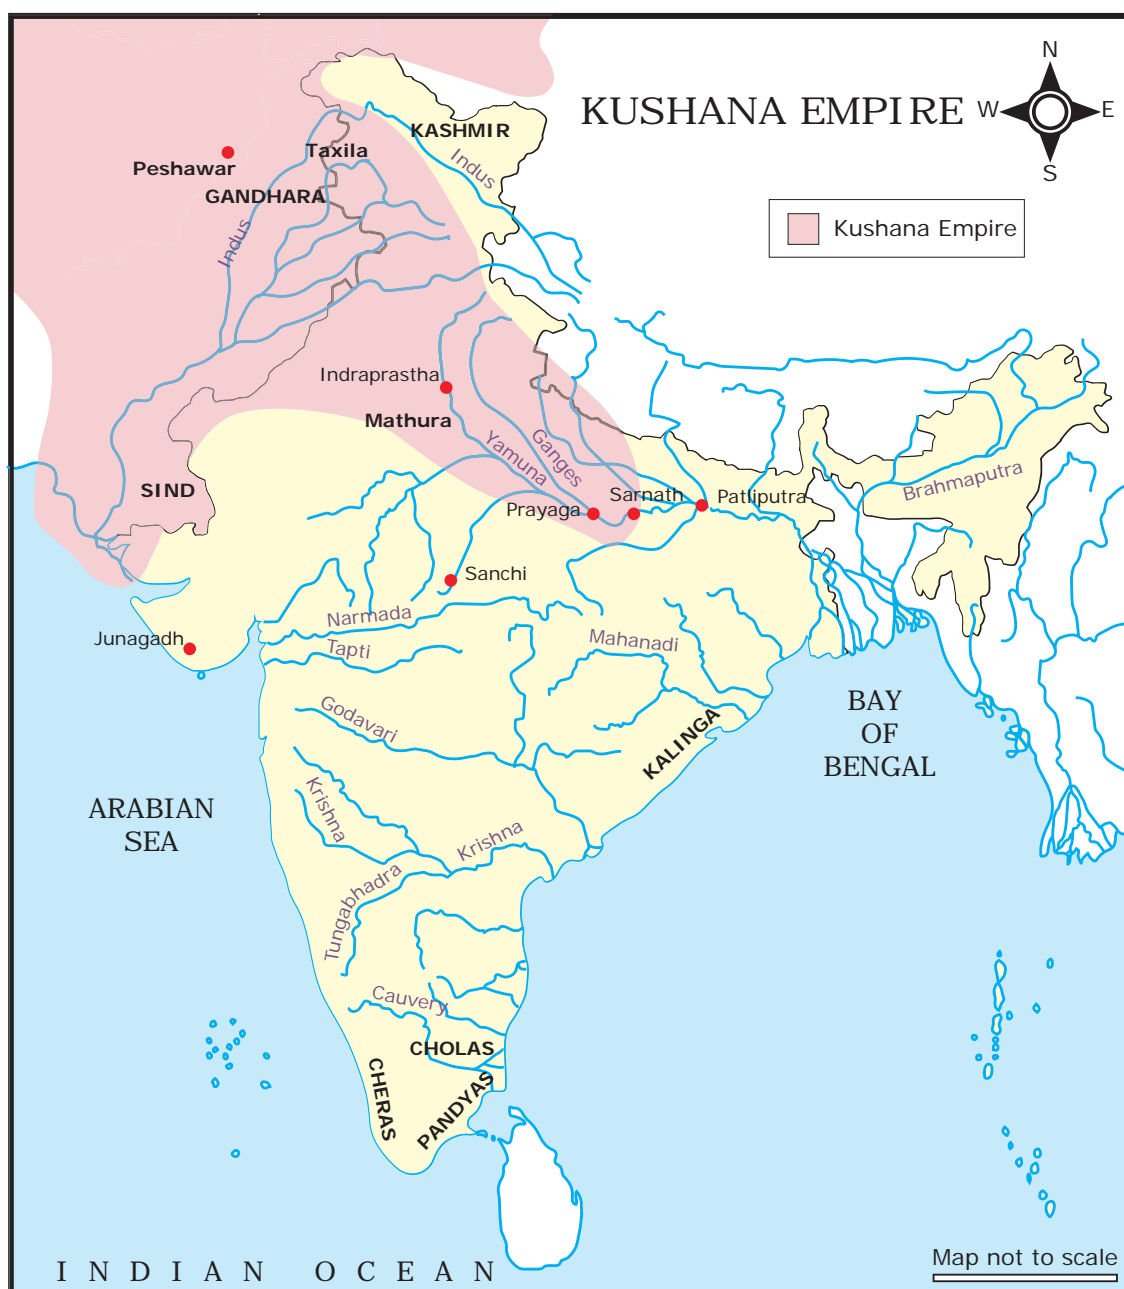 N
KUSHANA EMPIRE
W
E
S
KASHMIR
Taxila
Indus
Peshawar
GANDHARA
Indus
Kushana Empire
Indraprastha
Mathura
Yamuna
Ganges
SIND
Prayaga
Sarnath
Patliputra
Brahmaputra
Sanchi
Narmada
Junagadh
Tapti
Mahanadi
Godavari
KALINGA
BAY
OF
BENGAL
ARABIAN
SEA
Krishna
Krishna
Tungabhadra
Cauvery
CHOLAS
CHERAS
PANDYAS
Map not to scale
INDIAN OCEAN